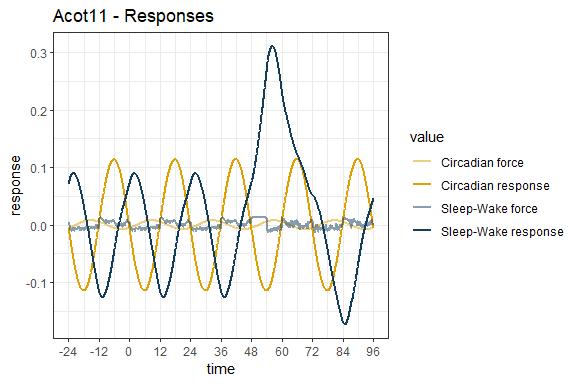 Acot11 - Responses
0.3
0.2
0.1
0.0
-0.1
response
-24 -12 0 12 24 36 48 60 72 84 96
time
value
Circadian force
Circadian response
Sleep-Wake force
Sleep-Wake response